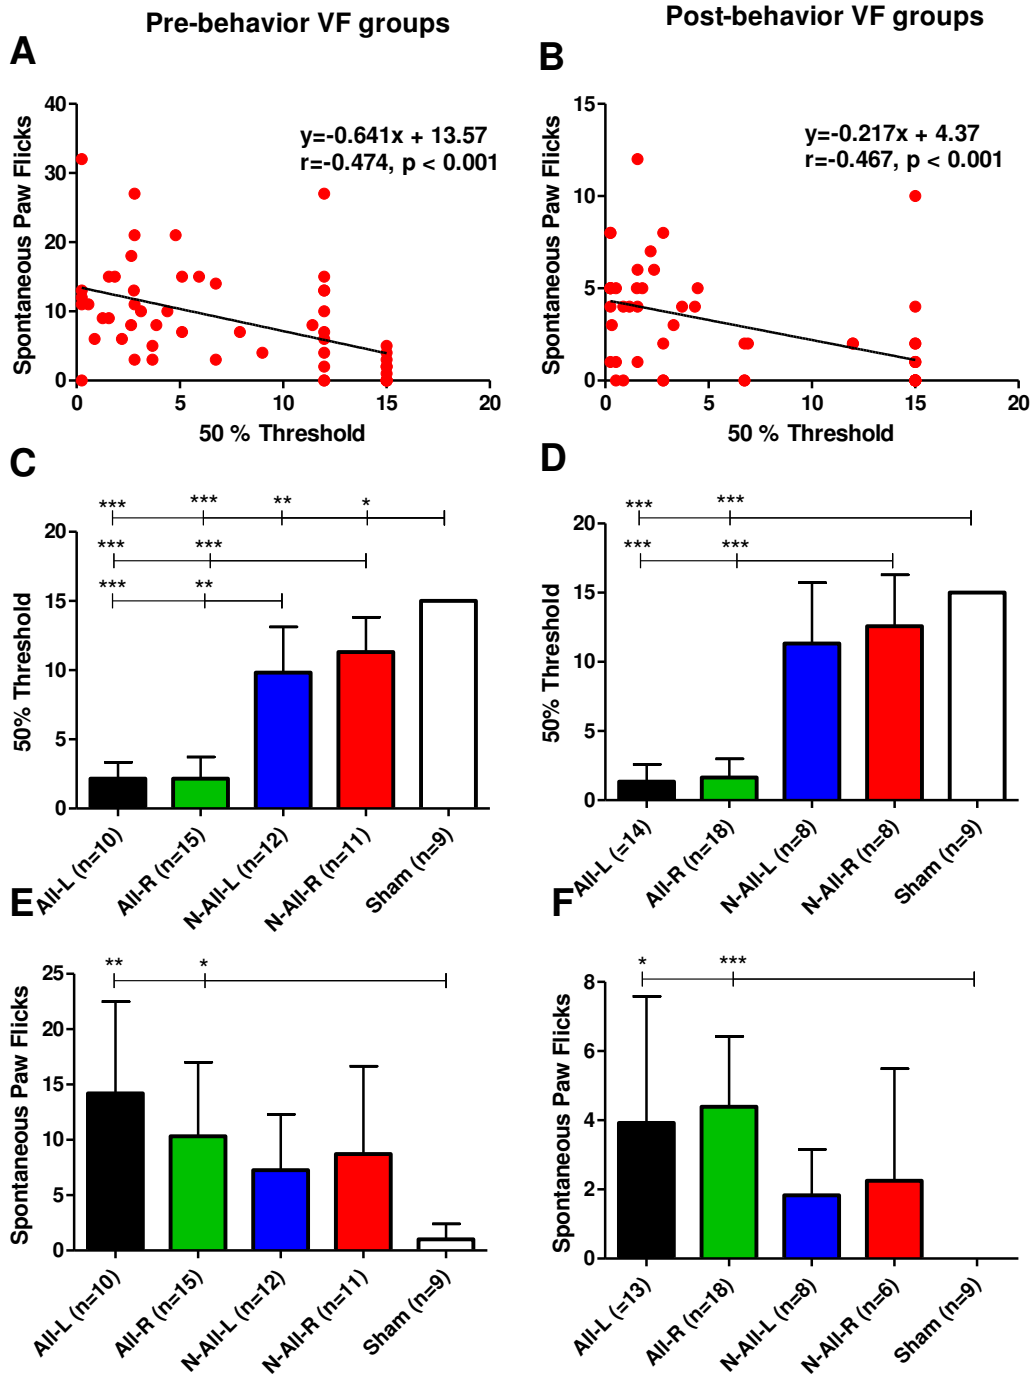 Pre-behavior VF groups
Post-behavior VF groups
A
B
Spontaneous Paw Flicks
40
30
20
10
0
0
5
10
15
20
50 % Threshold
y=-0.641x + 13.57
r=-0.474, p < 0.001
Spontaneous Paw Flicks
15
10
5
0
0
5
10
15
20
50 % Threshold
y=-0.217x + 4.37
r=-0.467, p < 0.001
C
*** *** ** *
*** ***
*** **
50% Threshold
20
15
10
5
0
All-L (n=10)
All-R (n=15)
N-All-L (n=12)
N-All-R (n=11)
Sham (n=9)
D
*** ***
*** ***
50% Threshold
20
15
10
5
0
All-L (=14)
All-R (n=18)
N-All-L (n=8)
N-All-R (n=8)
Sham (n=9)
E
** *
Spontaneous Paw Flicks
25
20
15
10
5
0
All-L (n=10)
All-R (n=15)
N-All-L (n=12)
N-All-R (n=11)
Sham (n=9)
F
* ***
Spontaneous Paw Flicks
8
6
4
2
0
All-L (=13)
All-R (n=18)
N-All-L (n=8)
N-All-R (n=6)
Sham (n=9)